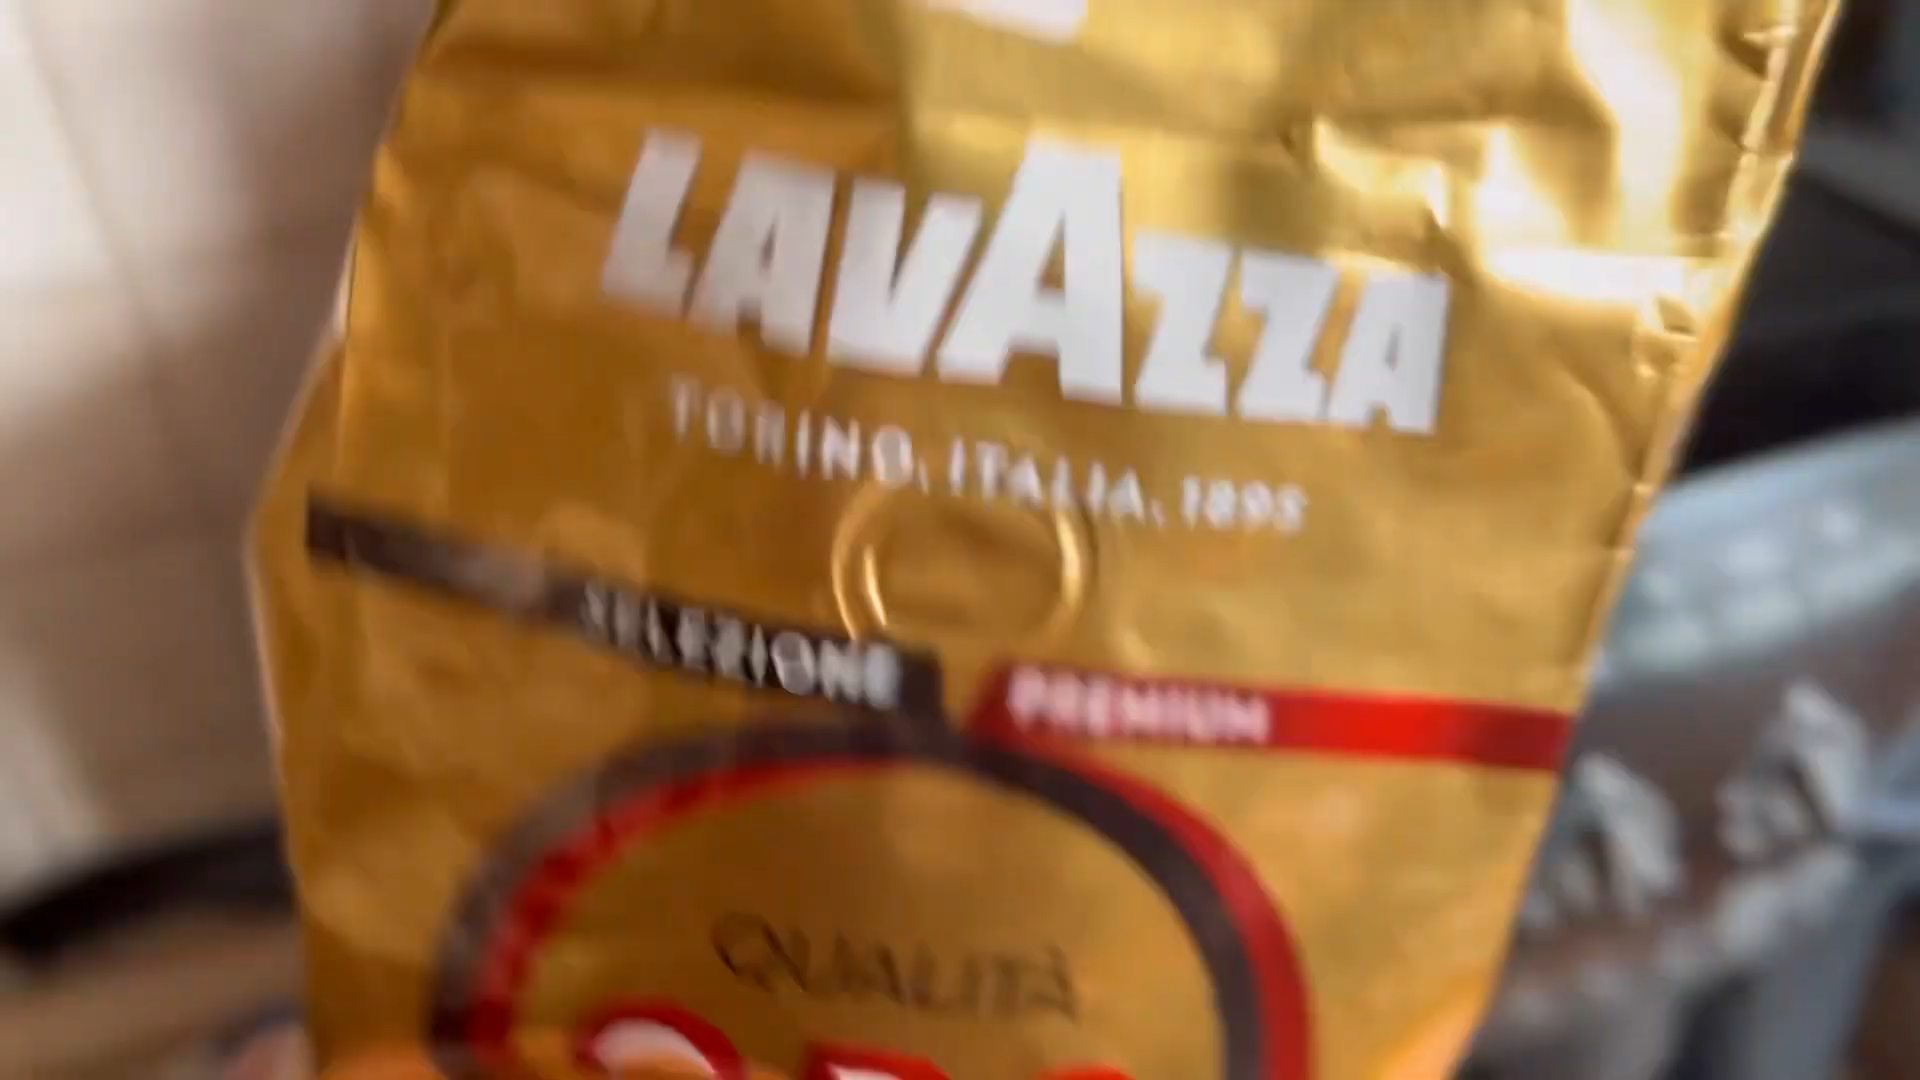 LAVAZZA
TORINO, ITALIA, 1895
SELEZIONE
PREMIUM
QUALITÀ